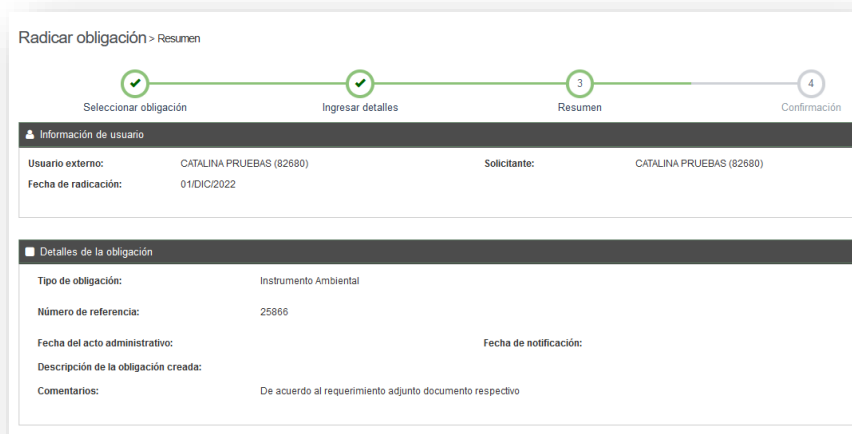 Radicar obligación > Resumen
3 4
Seleccionar obligación Ingresar detalles Resumen Confirmación
Información de usuario
Usuario externo: CATALINA PRUEBAS (82680) Solicitante: CATALINA PRUEBAS (82680)
Fecha de radicación: 01/DIC/2022
Detalles de la obligación
Tipo de obligación: Instrumento Ambiental
Número de referencia: 25866
Fecha del acto administrativo: Fecha de notificación:
Descripción de la obligación creada:
Comentarios: De acuerdo al requerimiento adjunto documento respectivo